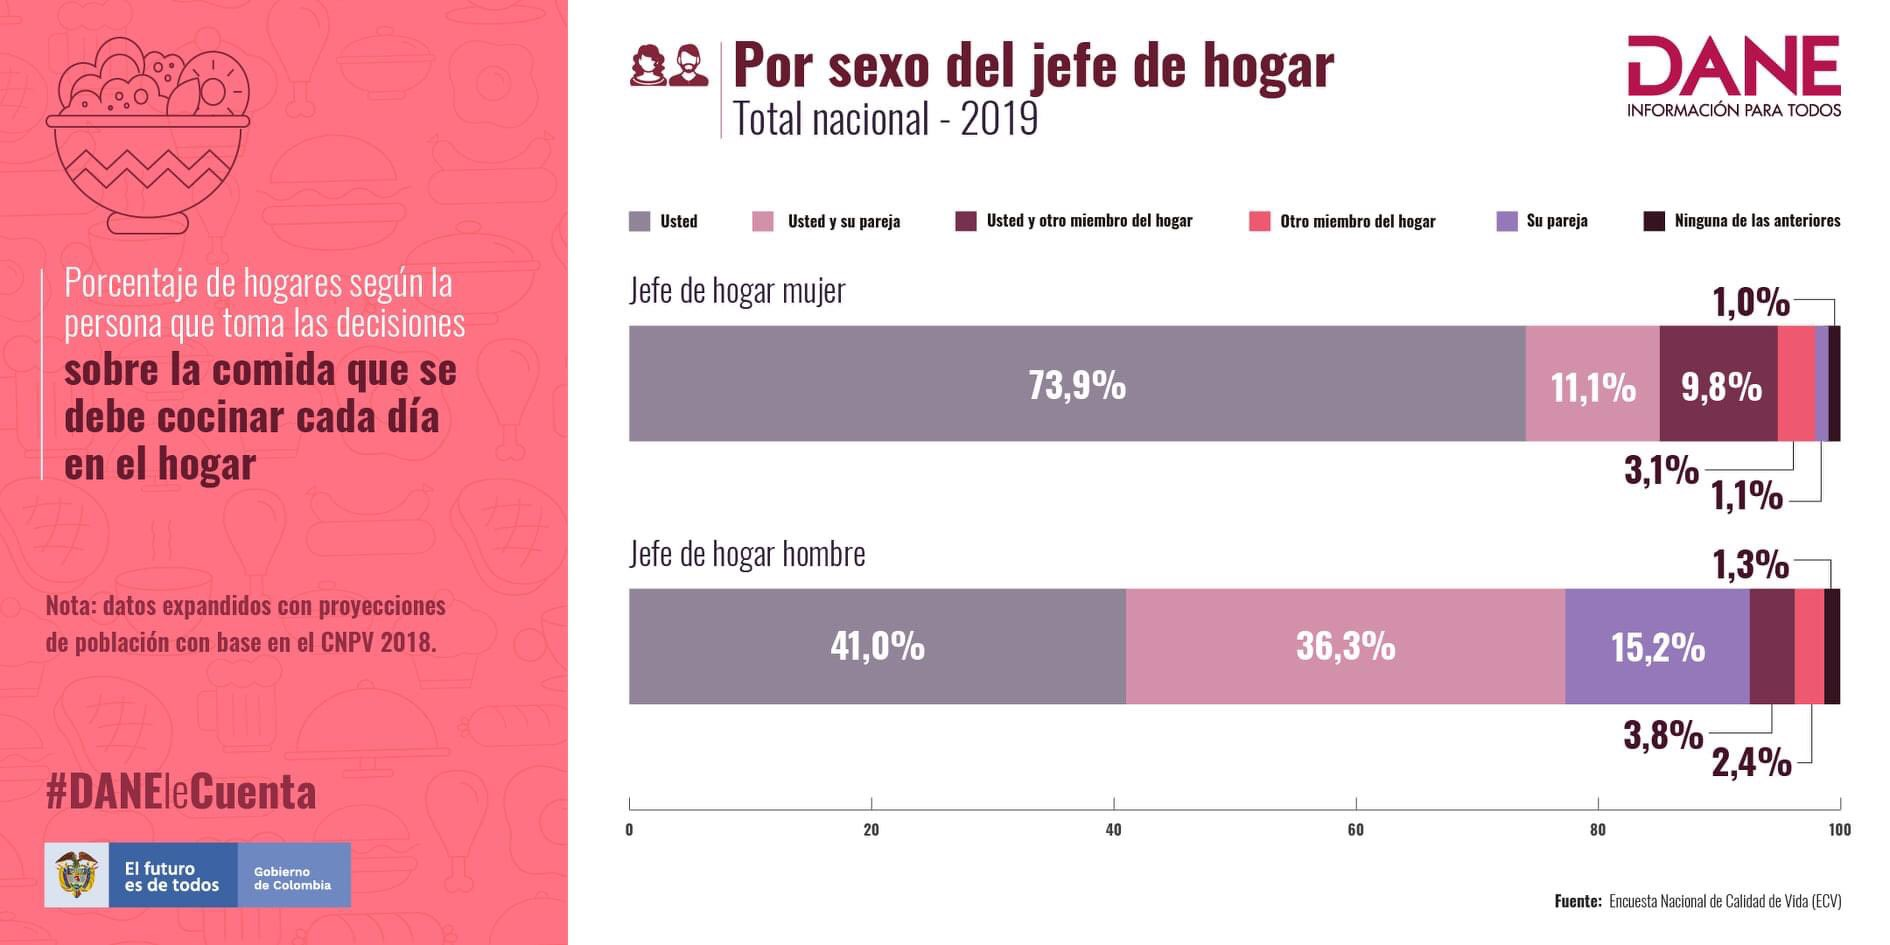 Porcentaje de hogares según la
persona que toma las decisiones
sobre la comida que se
debe cocinar cada día
en el hogar
Nota: datos expandidos con proyecciones
de población con base en el CNPV 2018.
#DANEleCuenta
El futuro
es de todos
Gobierno
de Colombia
Por sexo del jefe de hogar
Total nacional - 2019
DANE
INFORMACIÓN PARA TODOS
Usted
Usted y su pareja
Usted y otro miembro del hogar
Otro miembro del hogar
Su pareja
Ninguna de las anteriores
Jefe de hogar mujer
1,0%
73,9%
11,1%
9,8%
3,1%
1,1%
Jefe de hogar hombre
1,3%
41,0%
36,3%
15,2%
3,8%
2,4%
0
20
40
60
80
100
Fuente: Encuesta Nacional de Calidad de Vida (ECV)